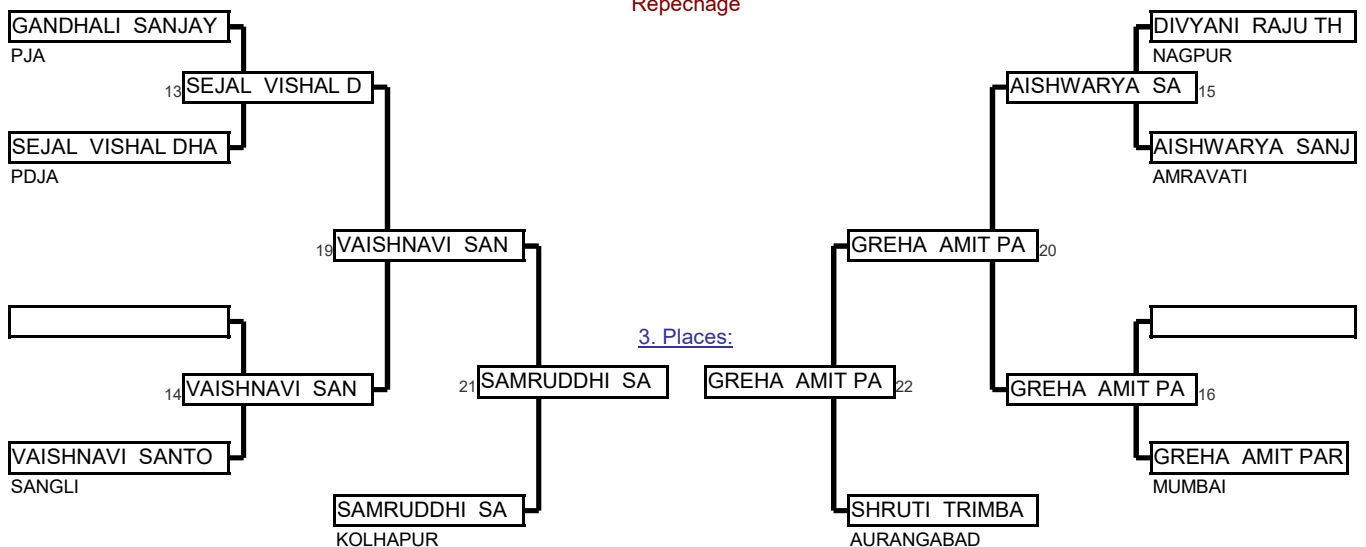 Repechage
GANDHALI SANJAY
PJA
13 SEJAL VISHAL D
SEJAL VISHAL DHA
PDJA
19 VAISHNAVI SAN
14 VAISHNAVI SAN
VAISHNAVI SANTO
SANGLI
21 SAMRUDDHI SA
SAMRUDDHI SA
KOLHAPUR
3. Places:
DIVYANI RAJU TH
NAGPUR
AISHWARYA SA 15
AISHWARYA SANJ
AMRAVATI
GREHA AMIT PA 20
GREHA AMIT PA 22
GREHA AMIT PA 16
GREHA AMIT PAR
MUMBAI
SHRUTI TRIMBA
AURANGABAD